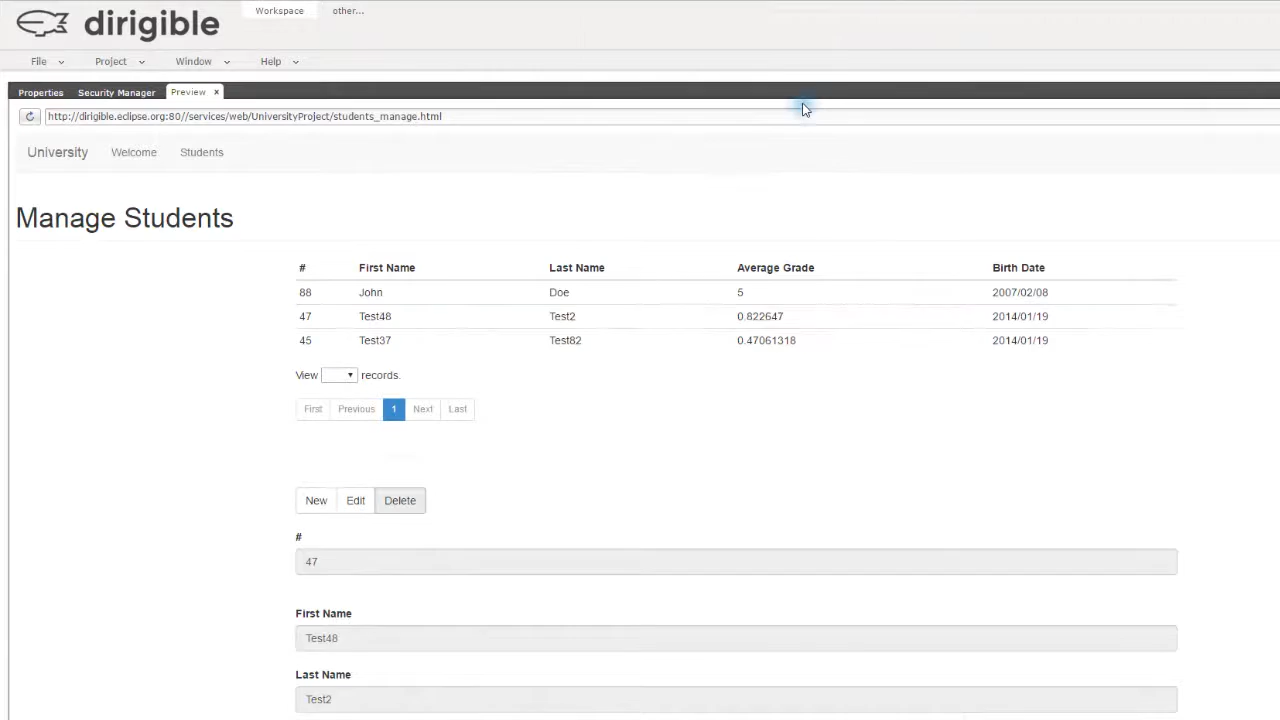 dirigible
Workspace other...
File Project Window Help
Properties Security Manager Preview ×
http://dirigible.eclipse.org:80//services/web/UniversityProject/students_manage.html
University Welcome Students
Manage Students
# First Name Last Name Average Grade Birth Date
88 John Doe 5 2007/02/08
47 Test48 Test2 0.822647 2014/01/19
45 Test37 Test82 0.47061318 2014/01/19
View records.
First Previous 1 Next Last
New Edit Delete
#
47
First Name
Test48
Last Name
Test2